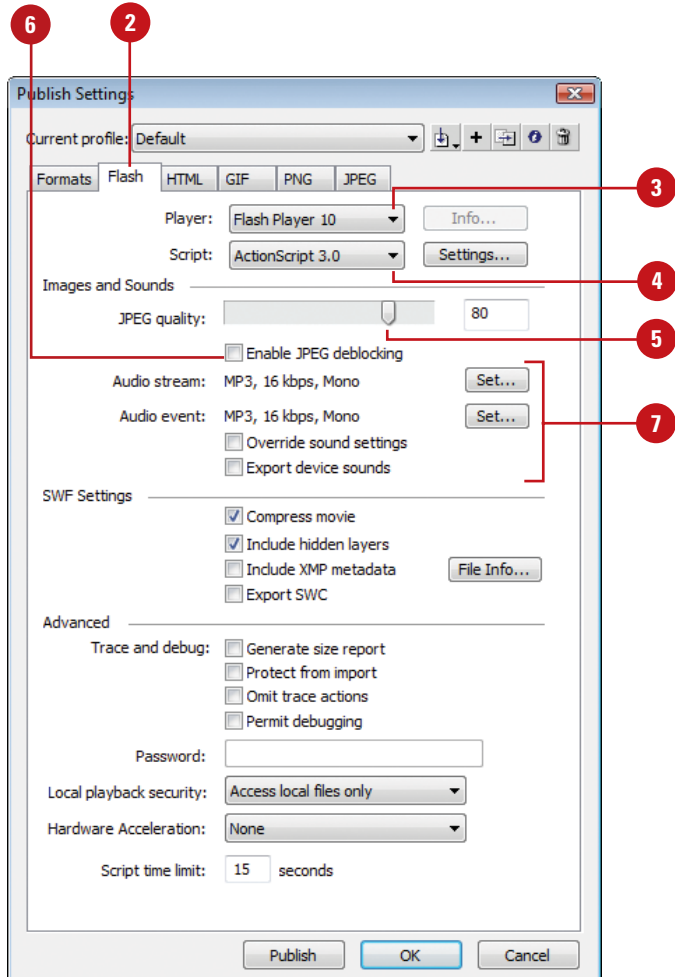 6
2
Publish Settings
Current profile: Default
Formats Flash HTML GIF PNG JPEG
3
Player: Flash Player 10 Info...
Script: ActionScript 3.0 Settings...
4
Images and Sounds
JPEG quality: 80
5
Enable JPEG deblocking
Audio stream: MP3, 16 kbps, Mono Set...
Audio event: MP3, 16 kbps, Mono Set...
7
Override sound settings
Export device sounds
SWF Settings
Compress movie
Include hidden layers
Include XMP metadata File Info...
Export SWC
Advanced
Trace and debug: Generate size report
Protect from import
Omit trace actions
Permit debugging
Password:
Local playback security: Access local files only
Hardware Acceleration: None
Script time limit: 15 seconds
Publish OK Cancel